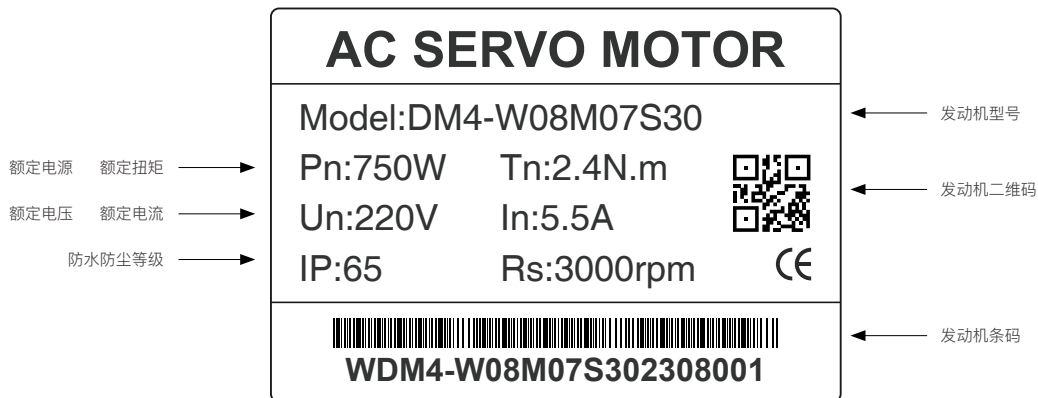 AC SERVO MOTOR
Model:DM4-W08M07S30
发动机型号
额定电源 额定扭矩
Pn:750W Tn:2.4N.m
发动机二维码
额定电压 额定电流
Un:220V In:5.5A
防水防尘等级
IP:65 Rs:3000rpm CE
发动机条码
WDM4-W08M07S302308001